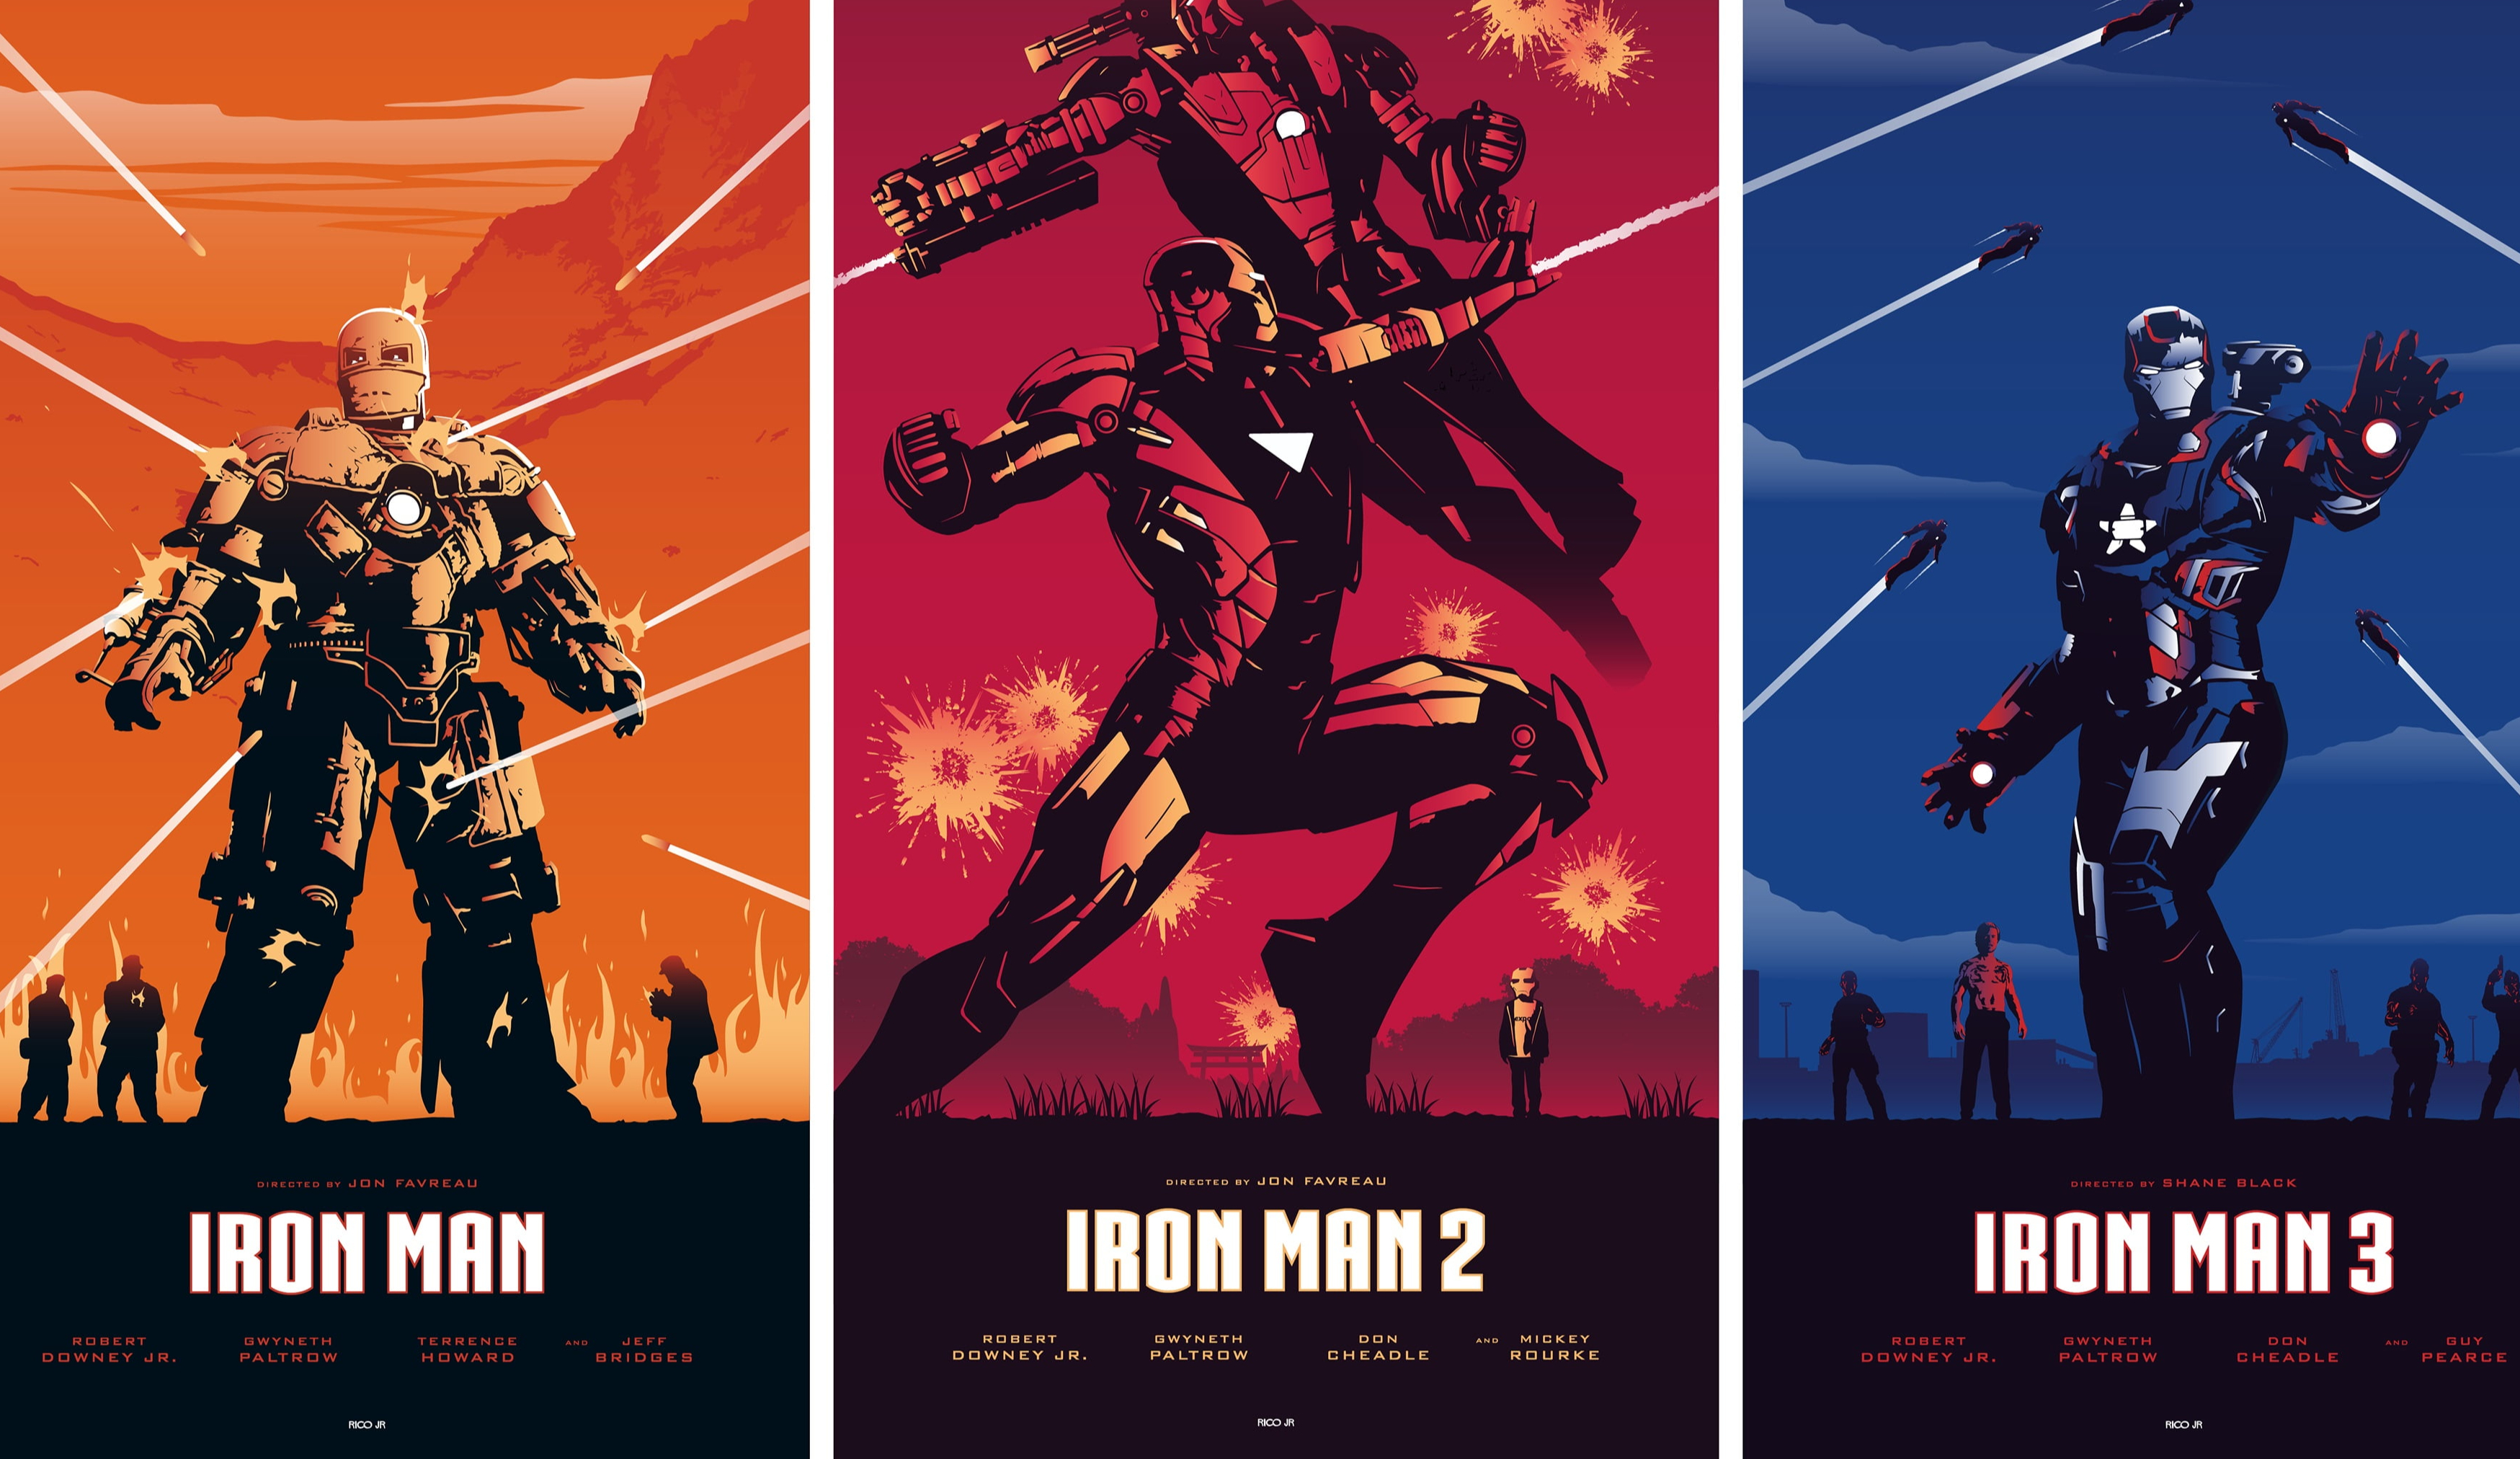 DIRECTED BY JON FAVREAU
IRON MAN
ROBERT DOWNEY JR.
GWYNETH PALTROW
TERRENCE HOWARD
AND JEFF BRIDGES
RICO JR
expo
DIRECTED BY JON FAVREAU
IRON MAN 2
ROBERT DOWNEY JR.
GWYNETH PALTROW
DON CHEADLE
AND MICKEY ROURKE
RICO JR
DIRECTED BY SHANE BLACK
IRON MAN 3
ROBERT DOWNEY JR.
GWYNETH PALTROW
DON CHEADLE
AND GUY PEARCE
RICO JR